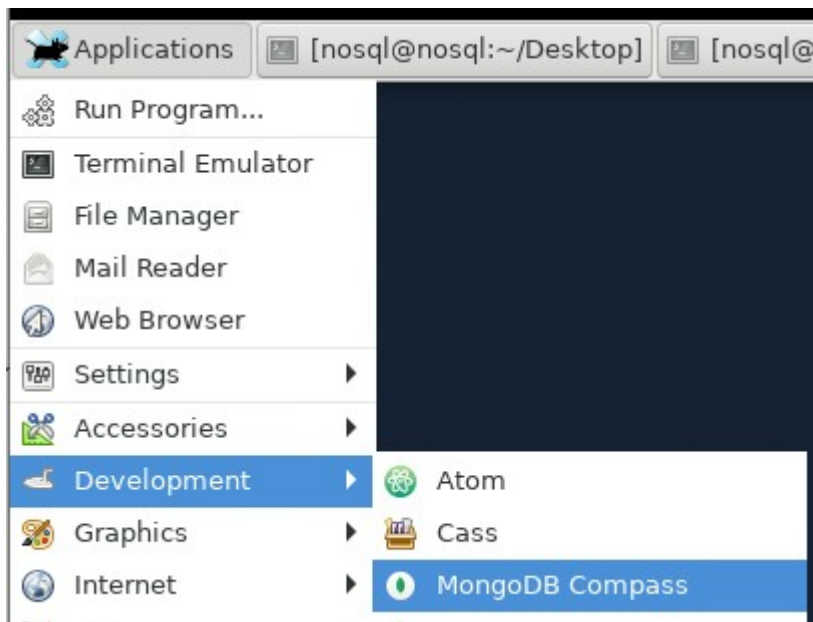 Applications [nosql@nosql:~/Desktop] [nosql@
Run Program...
Terminal Emulator
File Manager
Mail Reader
Web Browser
Settings
Accessories
Development
Graphics
Internet
Atom
Cass
MongoDB Compass